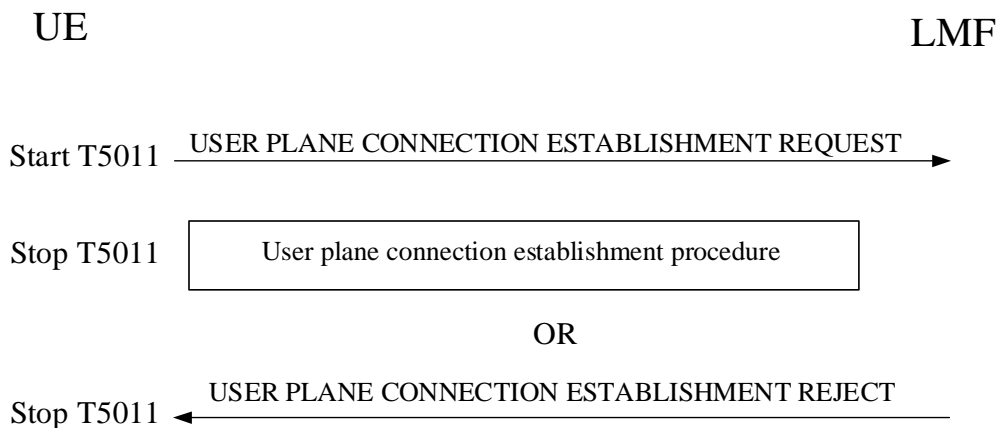 UE
LMF
Start T5011
USER PLANE CONNECTION ESTABLISHMENT REQUEST
Stop T5011
User plane connection establishment procedure
OR
USER PLANE CONNECTION ESTABLISHMENT REJECT
Stop T5011